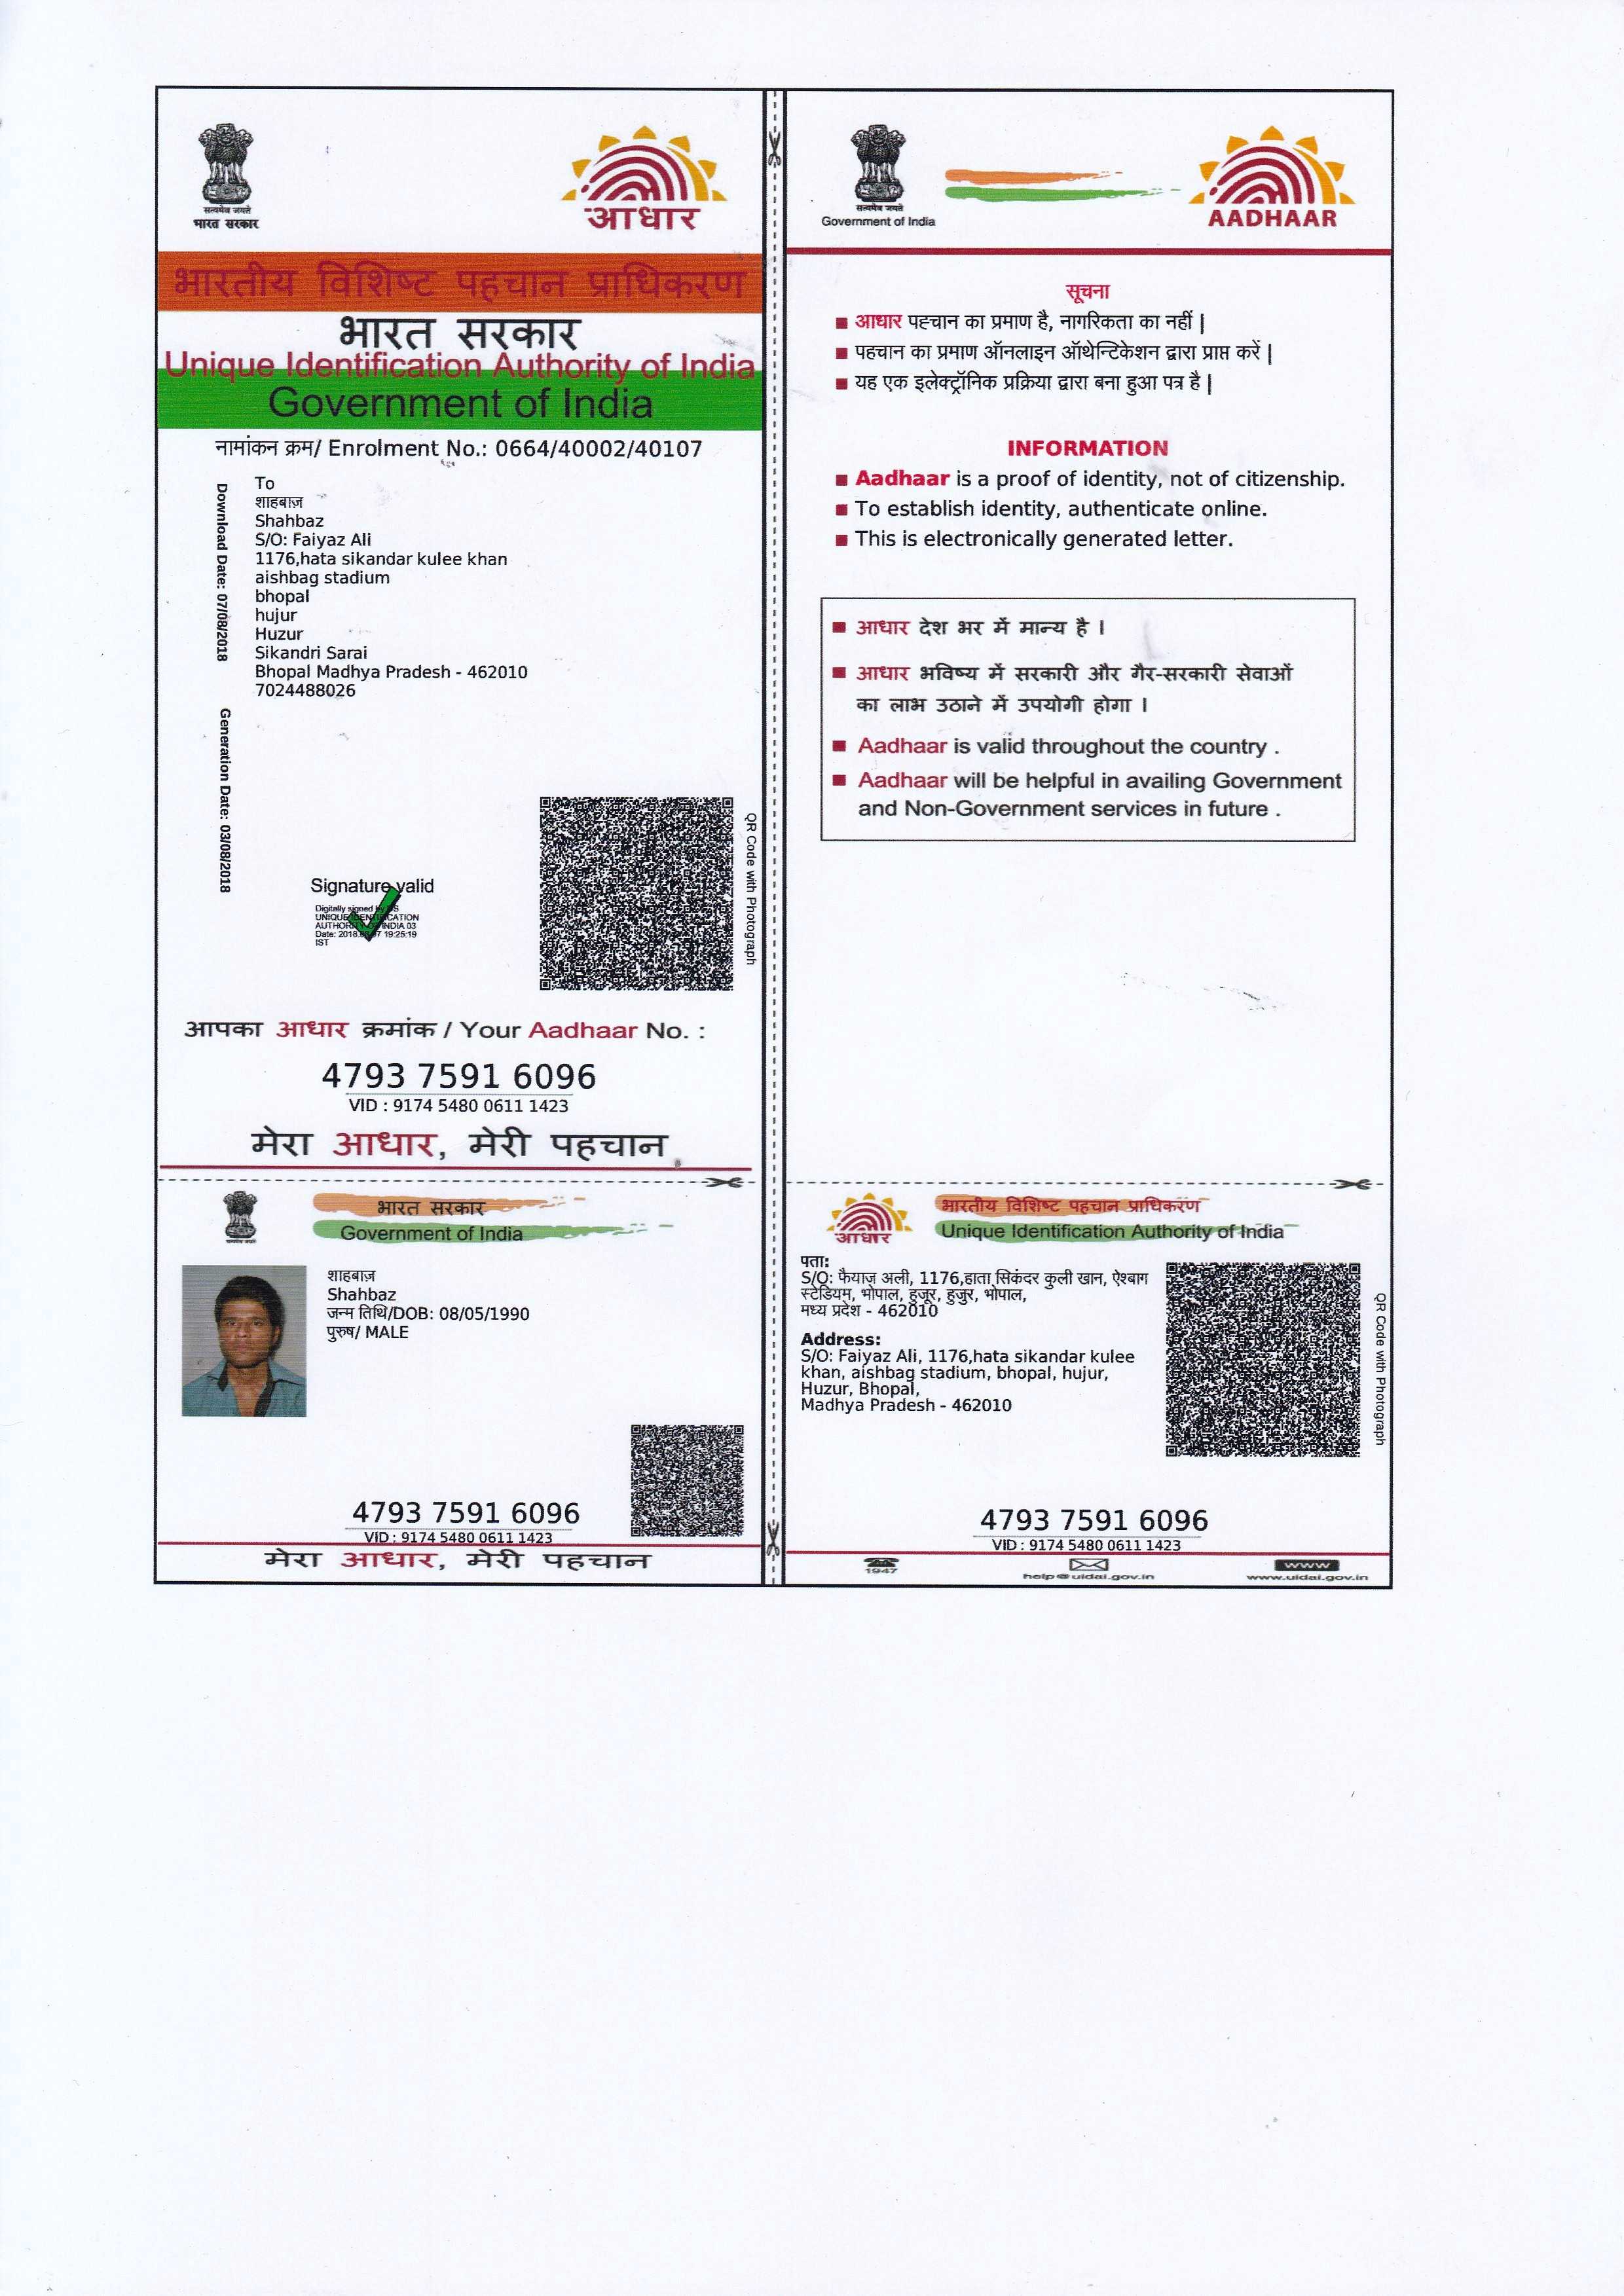 सत्यमेव जयते
भारत सरकार
आधार
भारतीय विशिष्ट पहचान प्राधिकरण
भारत सरकार
Unique Identification Authority of India
Government of India
नामांकन क्रम/ Enrolment No.: 0664/40002/40107
Download Date: 07/08/2018
Generation Date: 03/08/2018
To
शाहबाज़
Shahbaz
S/O: Faiyaz Ali
1176,hata sikandar kulee khan
aishbag stadium
bhopal
hujur
Huzur
Sikandri Sarai
Bhopal Madhya Pradesh - 462010
7024488026
Signature valid
Digitally signed by DS
UNIQUE IDENTIFICATION
AUTHORITY OF INDIA 03
Date: 2018.08.07 19:25:19
IST
QR Code with Photograph
आपका आधार क्रमांक / Your Aadhaar No. :
4793 7591 6096
VID : 9174 5480 0611 1423
मेरा आधार, मेरी पहचान
सत्यमेव जयते
Government of India
AADHAAR
सूचना
आधार पहचान का प्रमाण है, नागरिकता का नहीं |
पहचान का प्रमाण ऑनलाइन ऑथेन्टिकेशन द्वारा प्राप्त करें |
यह एक इलेक्ट्रॉनिक प्रक्रिया द्वारा बना हुआ पत्र है |
INFORMATION
Aadhaar is a proof of identity, not of citizenship.
To establish identity, authenticate online.
This is electronically generated letter.
आधार देश भर में मान्य है ।
आधार भविष्य में सरकारी और गैर-सरकारी सेवाओं
का लाभ उठाने में उपयोगी होगा ।
Aadhaar is valid throughout the country .
Aadhaar will be helpful in availing Government
and Non-Government services in future .
भारत सरकार
Government of India
शाहबाज़
Shahbaz
जन्म तिथि/DOB: 08/05/1990
पुरुष/ MALE
4793 7591 6096
VID : 9174 5480 0611 1423
मेरा आधार, मेरी पहचान
आधार
भारतीय विशिष्ट पहचान प्राधिकरण
Unique Identification Authority of India
पता:
S/O: फैयाज अली, 1176,हाता सिकंदर कुली खान, ऐश्बाग
स्टेडियम, भोपाल, हुजूर, हुजुर, भोपाल,
मध्य प्रदेश - 462010
Address:
S/O: Faiyaz Ali, 1176,hata sikandar kulee
khan, aishbag stadium, bhopal, hujur,
Huzur, Bhopal,
Madhya Pradesh - 462010
QR Code with Photograph
4793 7591 6096
VID : 9174 5480 0611 1423
1947
help@uidai.gov.in
www
www.uidai.gov.in